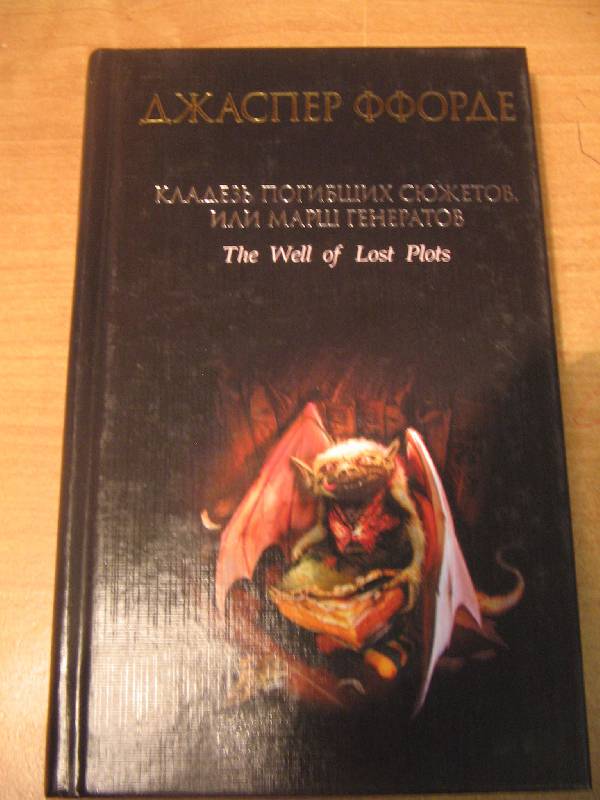 ДЖАСПЕР ФФОРДЕ
КЛАДЕЗЬ ПОГИБШИХ СЮЖЕТОВ,
ИЛИ МАРШ ГЕНЕРАТОВ
The Well of Lost Plots